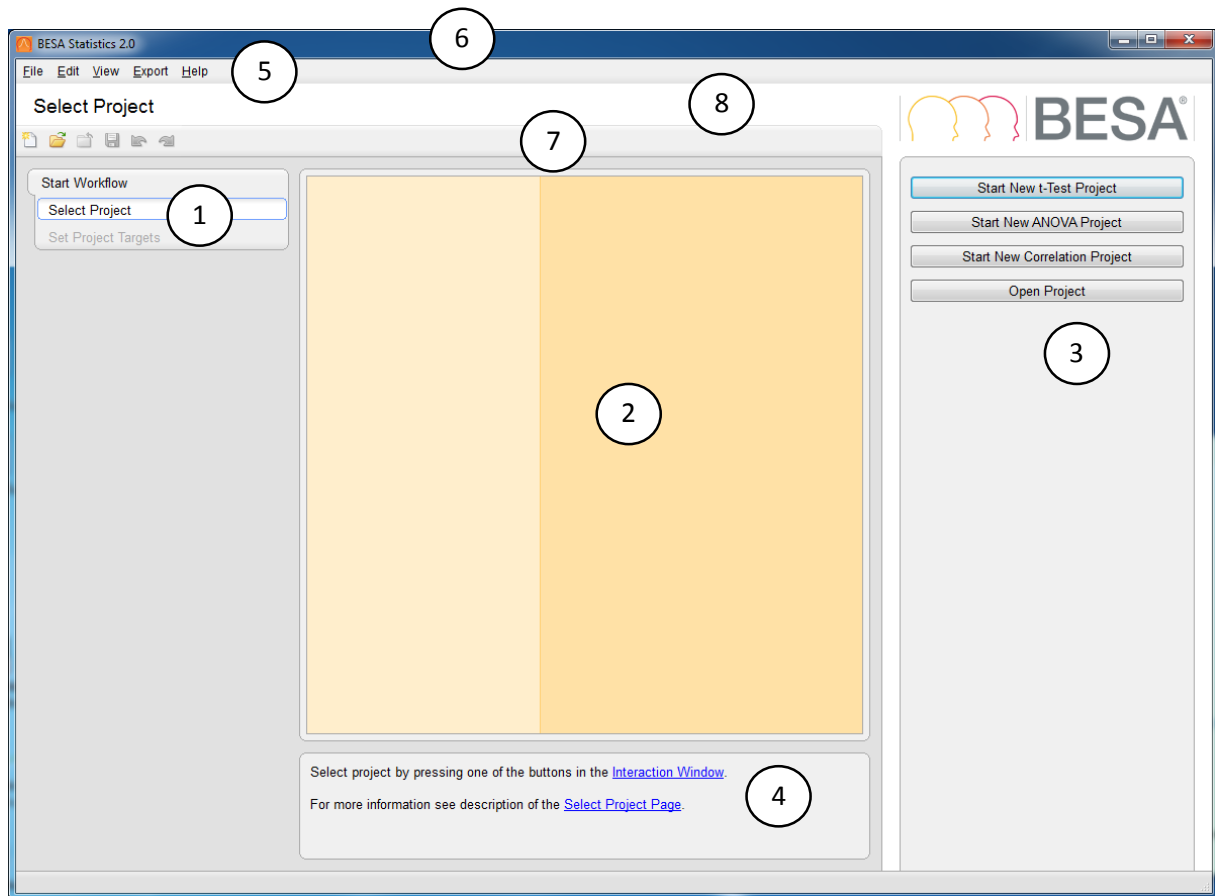 6
BESA Statistics 2.0
File Edit View Export Help
5
Select Project
8
BESA®
7
Start Workflow
Select Project
1
Set Project Targets
Start New t-Test Project
Start New ANOVA Project
Start New Correlation Project
Open Project
3
2
Select project by pressing one of the buttons in the Interaction Window.
For more information see description of the Select Project Page.
4